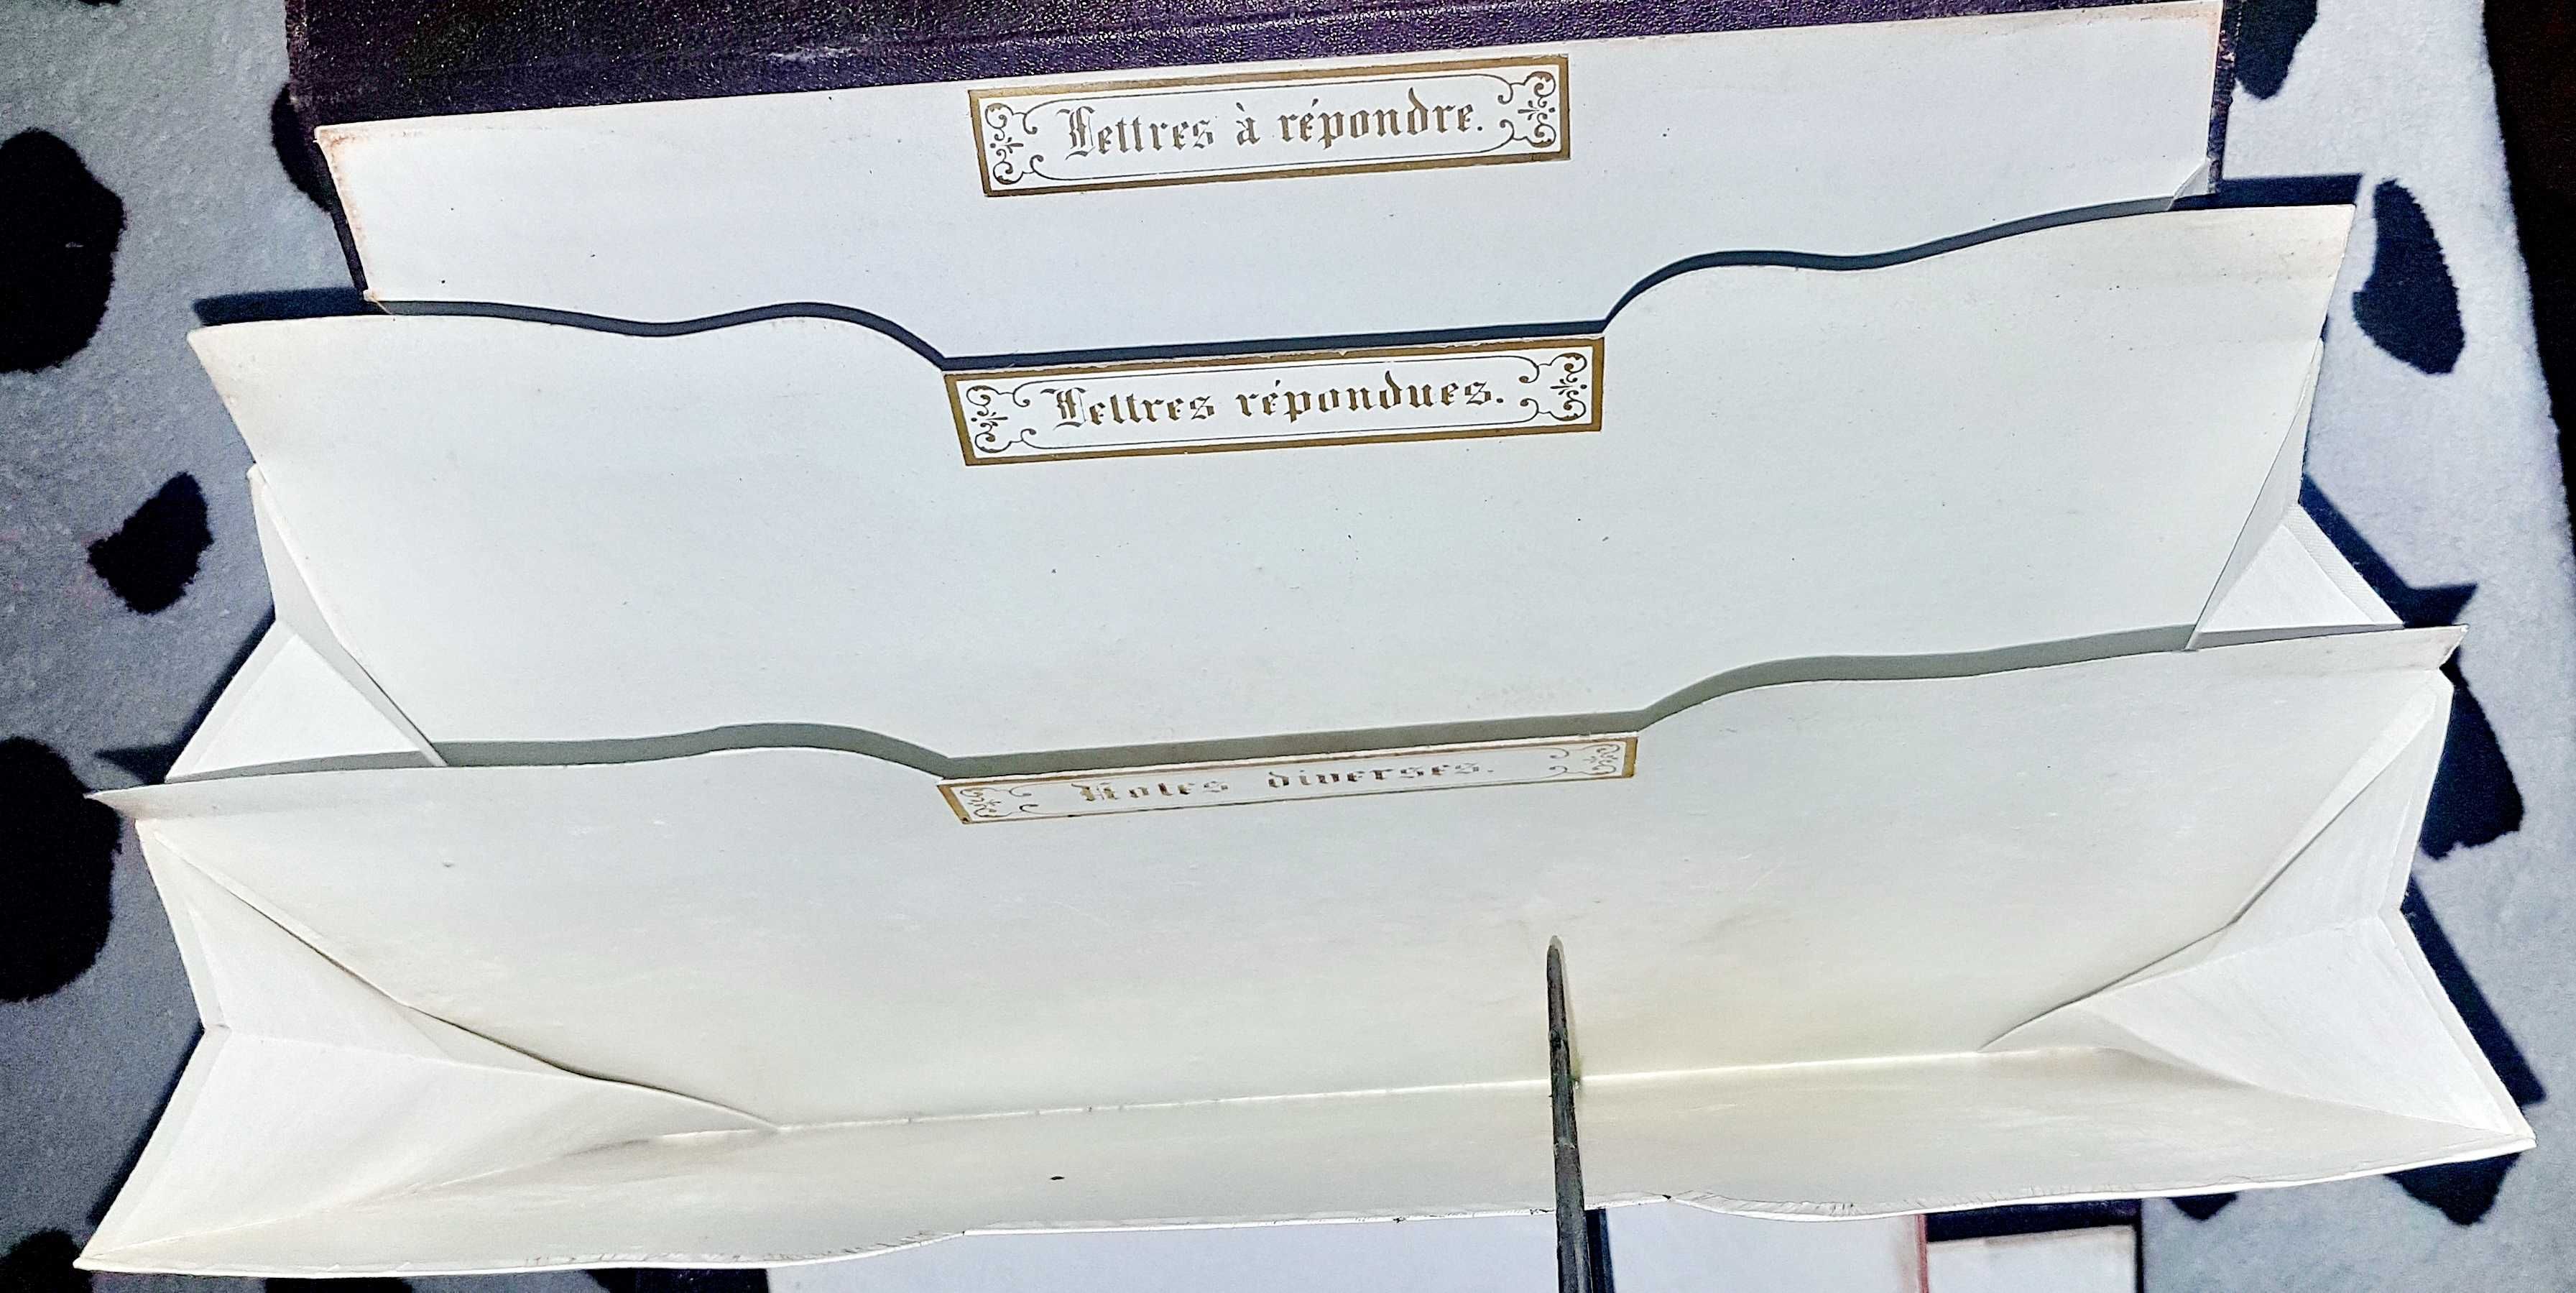 Lettres à répondre.
Lettres répondues.
Notes diverses.